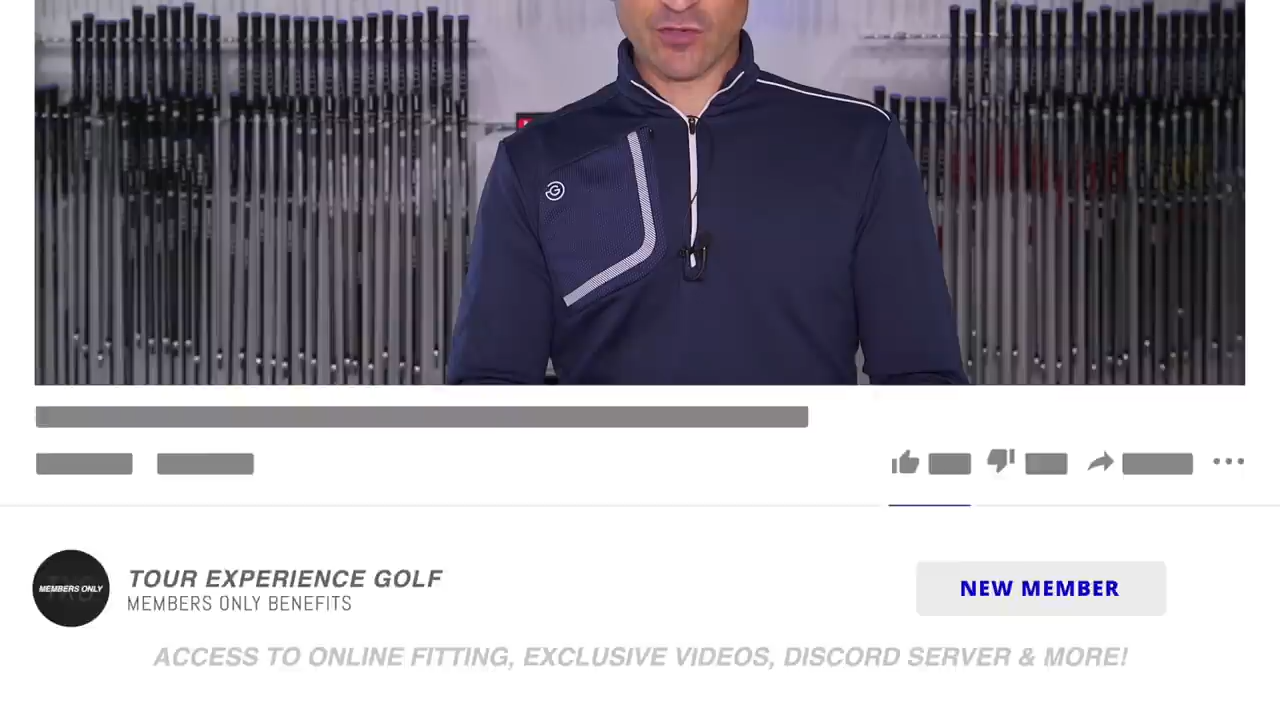 MEMBERS ONLY
TOUR EXPERIENCE GOLF
MEMBERS ONLY BENEFITS
NEW MEMBER
ACCESS TO ONLINE FITTING, EXCLUSIVE VIDEOS, DISCORD SERVER & MORE!